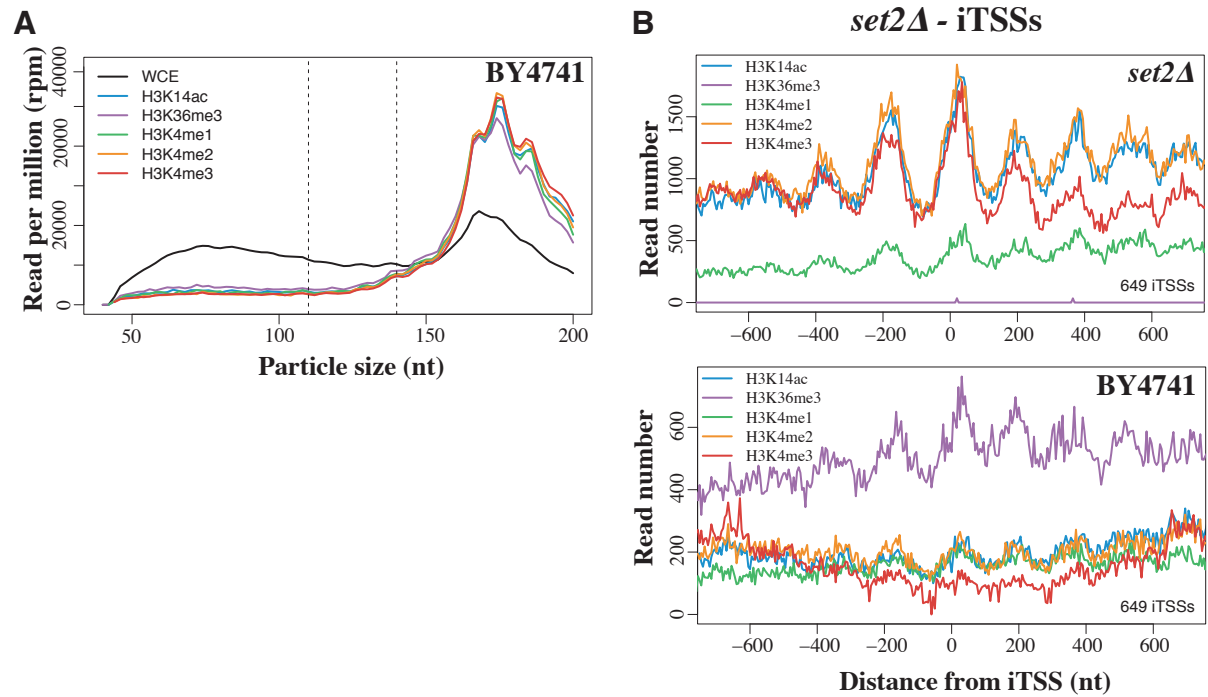 A
BY4741
Read per million (rpm)
0
10000
20000
40000
WCE
H3K14ac
H3K36me3
H3K4me1
H3K4me2
H3K4me3
50
100
150
200
Particle size (nt)
B
set2Δ - iTSSs
set2Δ
Read number
0
500
1000
1500
H3K14ac
H3K36me3
H3K4me1
H3K4me2
H3K4me3
649 iTSSs
−600
−400
−200
0
200
400
600
BY4741
Read number
0
200
400
600
H3K14ac
H3K36me3
H3K4me1
H3K4me2
H3K4me3
649 iTSSs
−600
−400
−200
0
200
400
600
Distance from iTSS (nt)